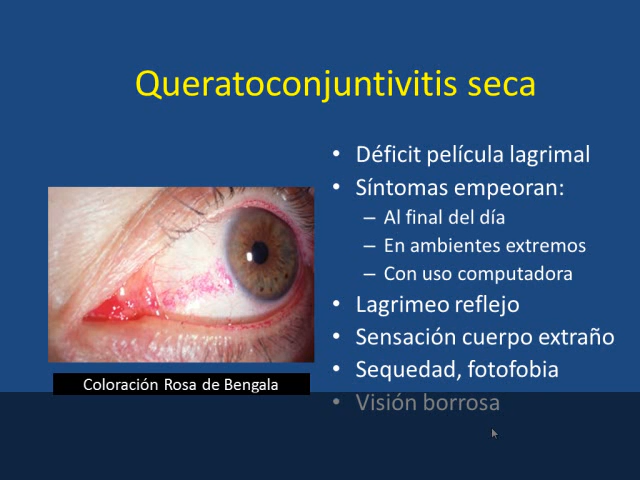 Queratoconjuntivitis seca
• Déficit película lagrimal
• Síntomas empeoran:
– Al final del día
– En ambientes extremos
– Con uso computadora
• Lagrimeo reflejo
• Sensación cuerpo extraño
• Sequedad, fotofobia
• Visión borrosa
Coloración Rosa de Bengala